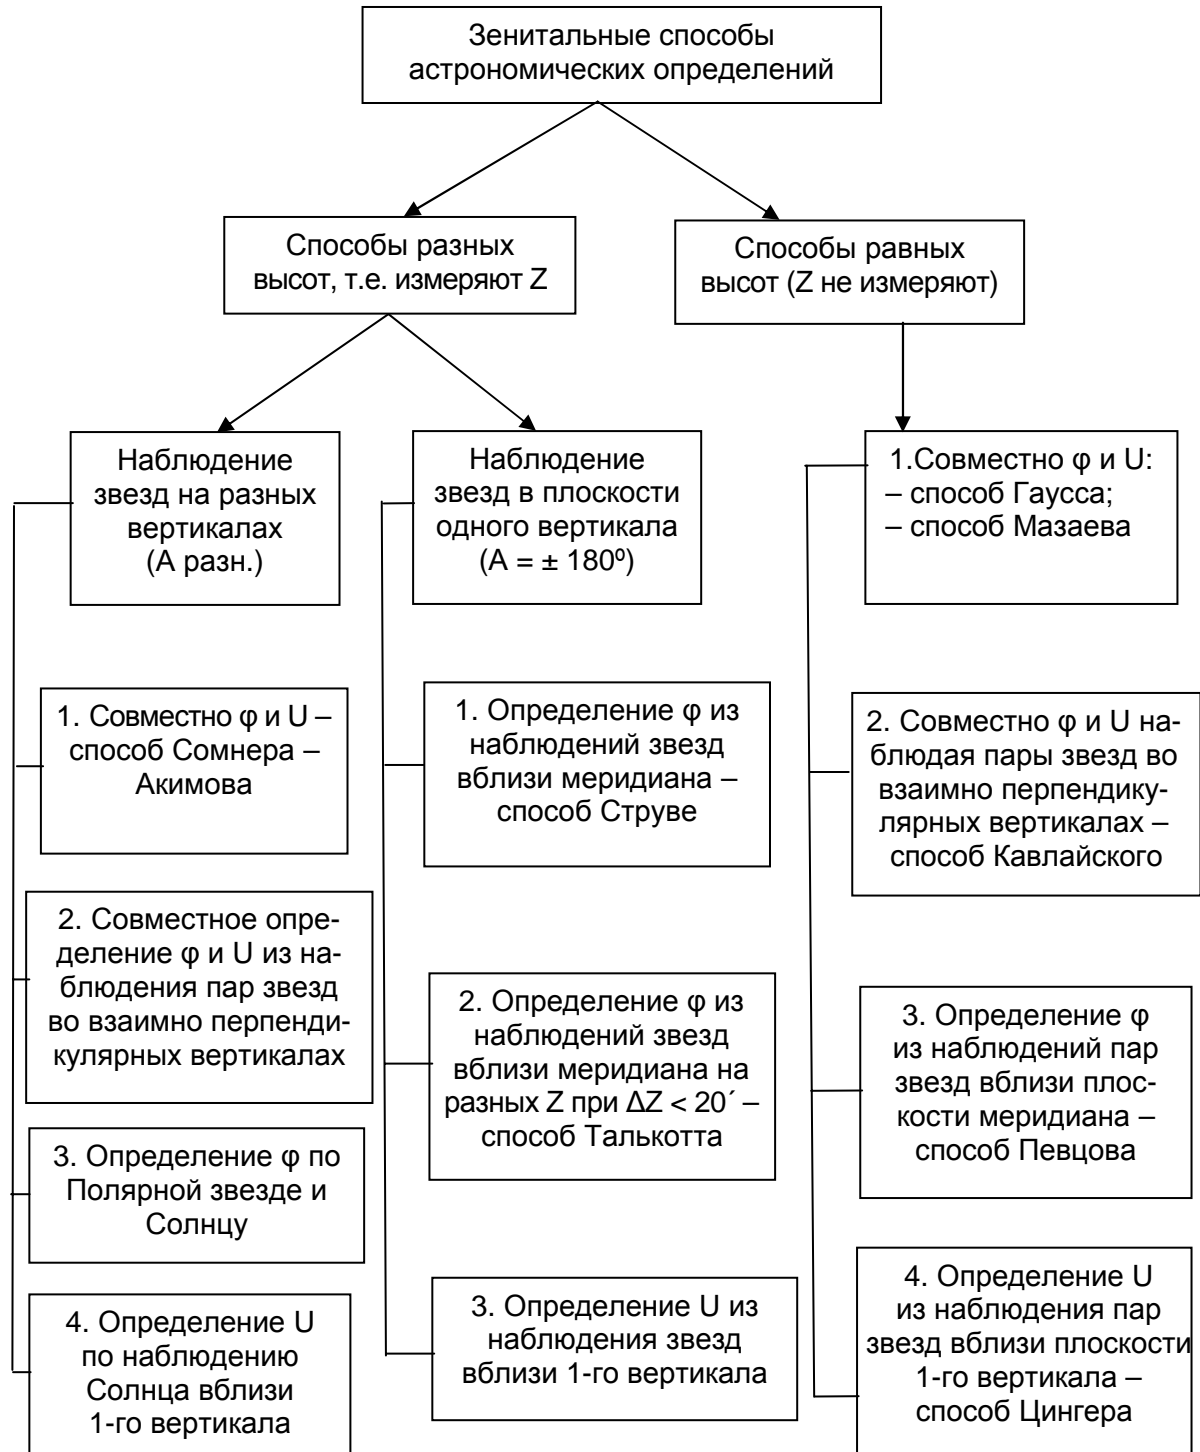 Зенитальные способы
астрономических определений
Способы разных
высот, т.е. измеряют Z
Способы равных
высот (Z не измеряют)
Наблюдение
звезд на разных
вертикалах
(А разн.)
Наблюдение
звезд в плоскости
одного вертикала
(А = ± 180⁰)
1.Совместно φ и U:
– способ Гаусса;
– способ Мазаева
1. Совместно φ и U –
способ Сомнера –
Акимова
1. Определение φ из
наблюдений звезд
вблизи меридиана –
способ Струве
2. Совместно φ и U на-
блюдая пары звезд во
взаимно перпендику-
лярных вертикалах –
способ Кавлайского
2. Совместное опре-
деление φ и U из на-
блюдения пар звезд
во взаимно перпенди-
кулярных вертикалах
2. Определение φ из
наблюдений звезд
вблизи меридиана на
разных Z при ΔZ < 20´ –
способ Талькотта
3. Определение φ
из наблюдений пар
звезд вблизи плос-
кости меридиана –
способ Певцова
3. Определение φ по
Полярной звезде и
Солнцу
4. Определение U
по наблюдению
Солнца вблизи
1-го вертикала
3. Определение U из
наблюдения звезд
вблизи 1-го вертикала
4. Определение U
из наблюдения пар
звезд вблизи плоскости
1-го вертикала –
способ Цингера